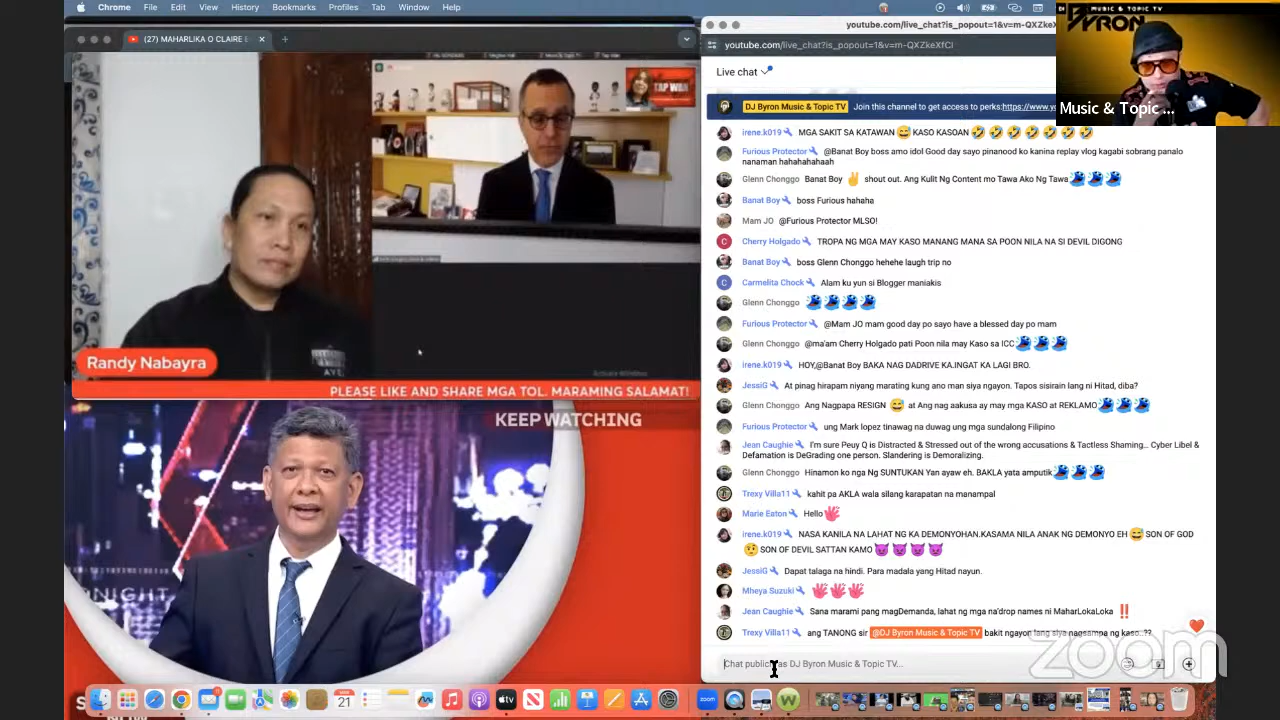 Chrome File Edit View History Bookmarks Profiles Tab Window Help
(27) MAHARLIKA O CLAIRE
youtube.com/live_chat?is_popout=1&v=m-QXZkeX
youtube.com/live_chat?is_popout=1&v=m-QXZkeXfCI
MUSIC & TOPIC TV
BYRON
Music & Topic ...
Live chat
DJ Byron Music & Topic TV Join this channel to get access to perks:
irene.k019 MGA SAKIT SA KATAWAN 😅 KASO KASOAN 🤣🤣🤣🤣🤣🤣🤣
Furious Protector @Banat Boy boss amo idol Good day sayo pinanood ko kanina replay vlog kagabi sobrang panalo
nanaman hahahahahaah
Glenn Chonggo Banat Boy ✌️ shout out. Ang Kulit Ng Content mo Tawa Ako Ng Tawa
Banat Boy boss Furious hahaha
Mam JO @Furious Protector MLSO!
C Cherry Holgado TROPA NG MGA MAY KASO MANANG MANA SA POON NILA NA SI DEVIL DIGONG
Banat Boy boss Glenn Chonggo hehehe laugh trip no
C Carmelita Chock Alam ku yun si Blogger maniakis
Glenn Chonggo
Furious Protector @Mam JO mam good day po sayo have a blessed day po mam
Glenn Chonggo @ma'am Cherry Holgado pati Poon nila may Kaso sa ICC
irene.k019 HOY,@Banat Boy BAKA NAG DADRIVE KA.INGAT KA LAGI BRO.
JessiG At pinag hirapam niyang marating kung ano man siya ngayon. Tapos sisirain lang ni Hitad, diba?
Glenn Chonggo Ang Nagpapa RESIGN 😅 at Ang nag aakusa ay may mga KASO at REKLAMO
Furious Protector ung Mark lopez tinawag na duwag ung mga sundalong Filipino
Jean Caughie I'm sure Peuy Q is Distracted & Stressed out of the wrong accusations & Tactless Shaming... Cyber Libel &
Defamation is DeGrading one person. Slandering is Demoralizing.
Glenn Chonggo Hinamon ko nga Ng SUNTUKAN Yan ayaw eh. BAKLA yata amputik
Trexy Villa11 kahit pa AKLA wala silang karapatan na manampal
Marie Eaton Hello
irene.k019 NASA KANILA NA LAHAT NG KA DEMONYOHAN.KASAMA NILA ANAK NG DEMONYO EH 😅 SON OF GOD
🤨 SON OF DEVIL SATTAN KAMO 😈😈😈😈
JessiG Dapat talaga na hindi. Para madala yang Hitad nayun.
Mheya Suzuki
Jean Caughie Sana marami pang magDemanda, lahat ng mga na'drop names ni MaharLokaLoka ‼️
Trexy Villa11 ang TANONG sir @DJ Byron Music & Topic TV bakit ngayon lang siya nagsampa ng kaso..??
Chat publicly as DJ Byron Music & Topic TV...
zoom
TAP WAN
Randy Nabayra
PLEASE LIKE AND SHARE MGA TOL. MARAMING SALAMAT!
KEEP WATCHING
NIGHT
21
tv
zoom